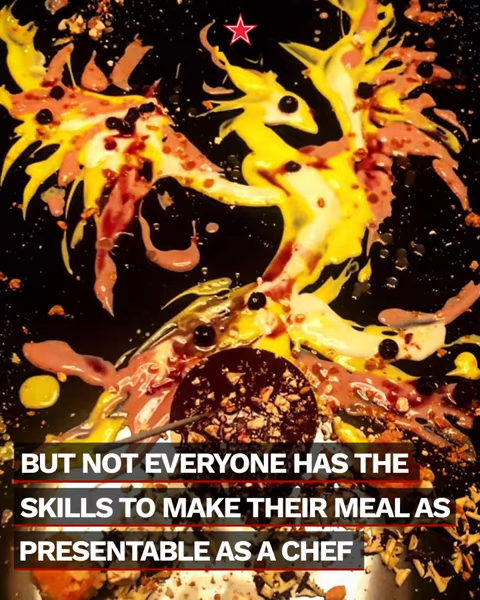 BUT NOT EVERYONE HAS THE
SKILLS TO MAKE THEIR MEAL AS
PRESENTABLE AS A CHEF